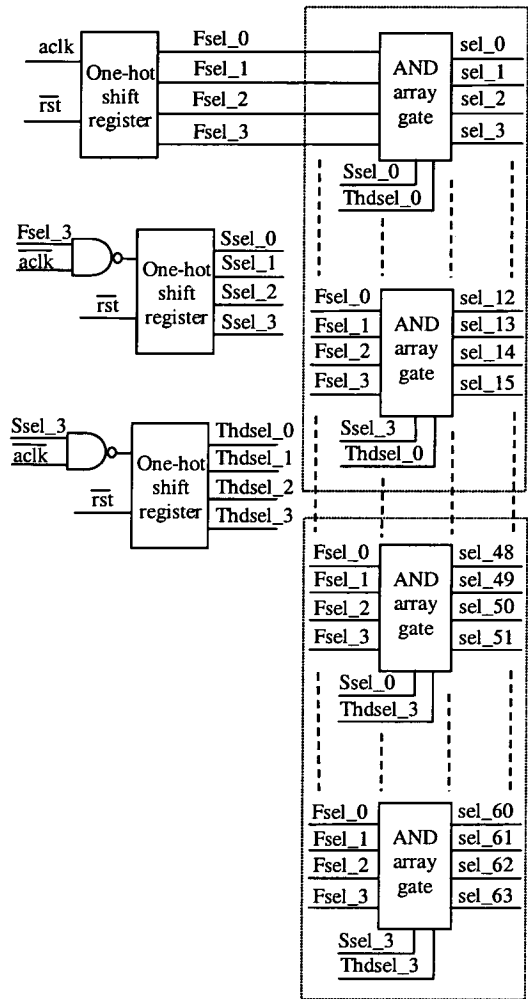 aclk
rst
One-hot
shift
register
Fsel_0
Fsel_1
Fsel_2
Fsel_3
AND
array
gate
sel_0
sel_1
sel_2
sel_3
Ssel_0
Thdsel_0
Fsel_3
aclk
rst
One-hot
shift
register
Ssel_0
Ssel_1
Ssel_2
Ssel_3
Fsel_0
Fsel_1
Fsel_2
Fsel_3
AND
array
gate
sel_12
sel_13
sel_14
sel_15
Ssel_3
Thdsel_0
Ssel_3
aclk
rst
One-hot
shift
register
Thdsel_0
Thdsel_1
Thdsel_2
Thdsel_3
Fsel_0
Fsel_1
Fsel_2
Fsel_3
AND
array
gate
sel_48
sel_49
sel_50
sel_51
Ssel_0
Thdsel_3
Fsel_0
Fsel_1
Fsel_2
Fsel_3
AND
array
gate
sel_60
sel_61
sel_62
sel_63
Ssel_3
Thdsel_3